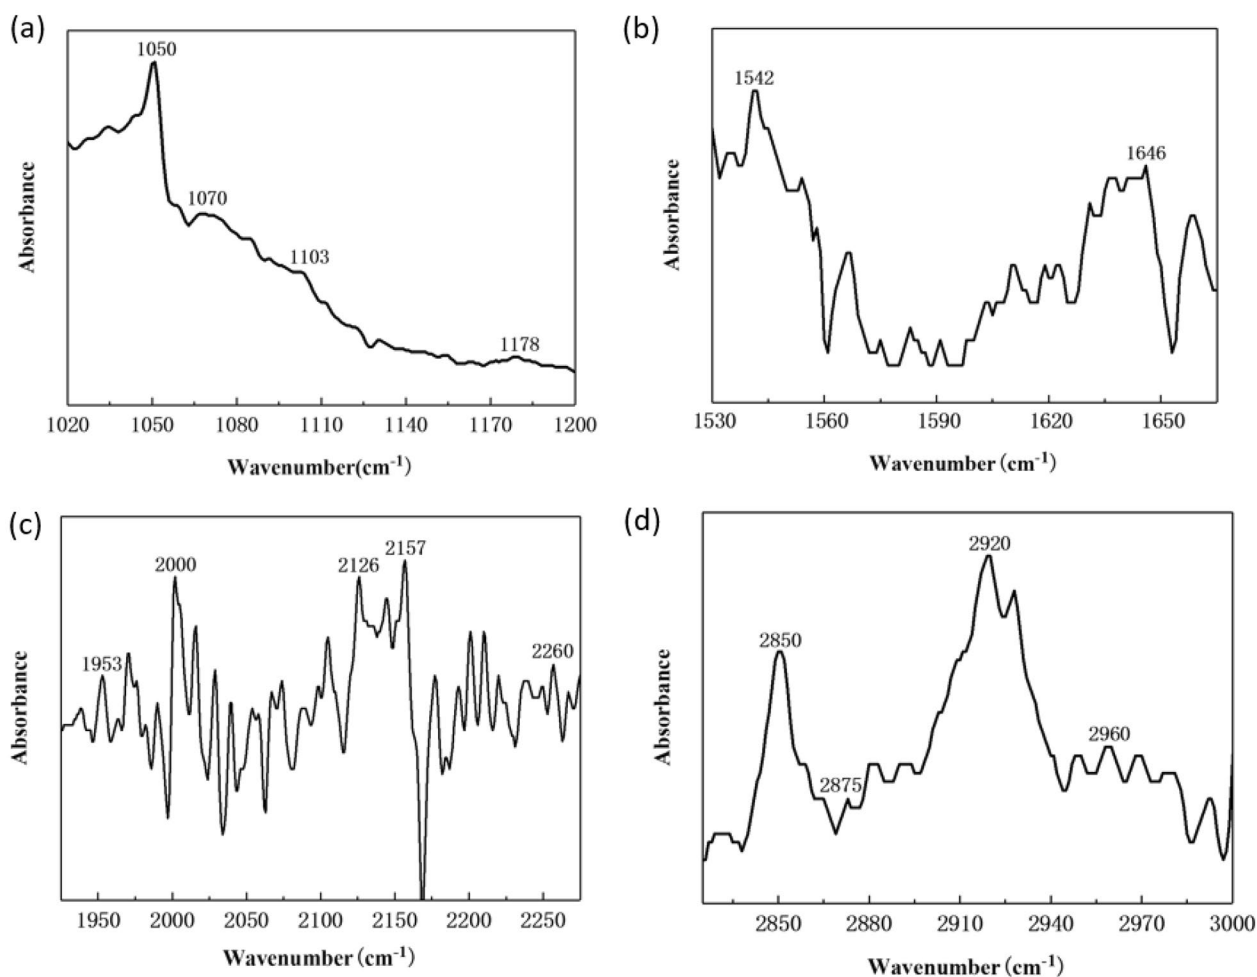 (a)
1050
1070
1103
1178
Absorbance
1020 1050 1080 1110 1140 1170 1200
Wavenumber(cm⁻¹)
(b)
1542
1646
Absorbance
1530 1560 1590 1620 1650
Wavenumber (cm⁻¹)
(c)
1953
2000
2126
2157
2260
Absorbance
1950 2000 2050 2100 2150 2200 2250
Wavenumber (cm⁻¹)
(d)
2850
2875
2920
2960
Absorbance
2850 2880 2910 2940 2970 3000
Wavenumber (cm⁻¹)